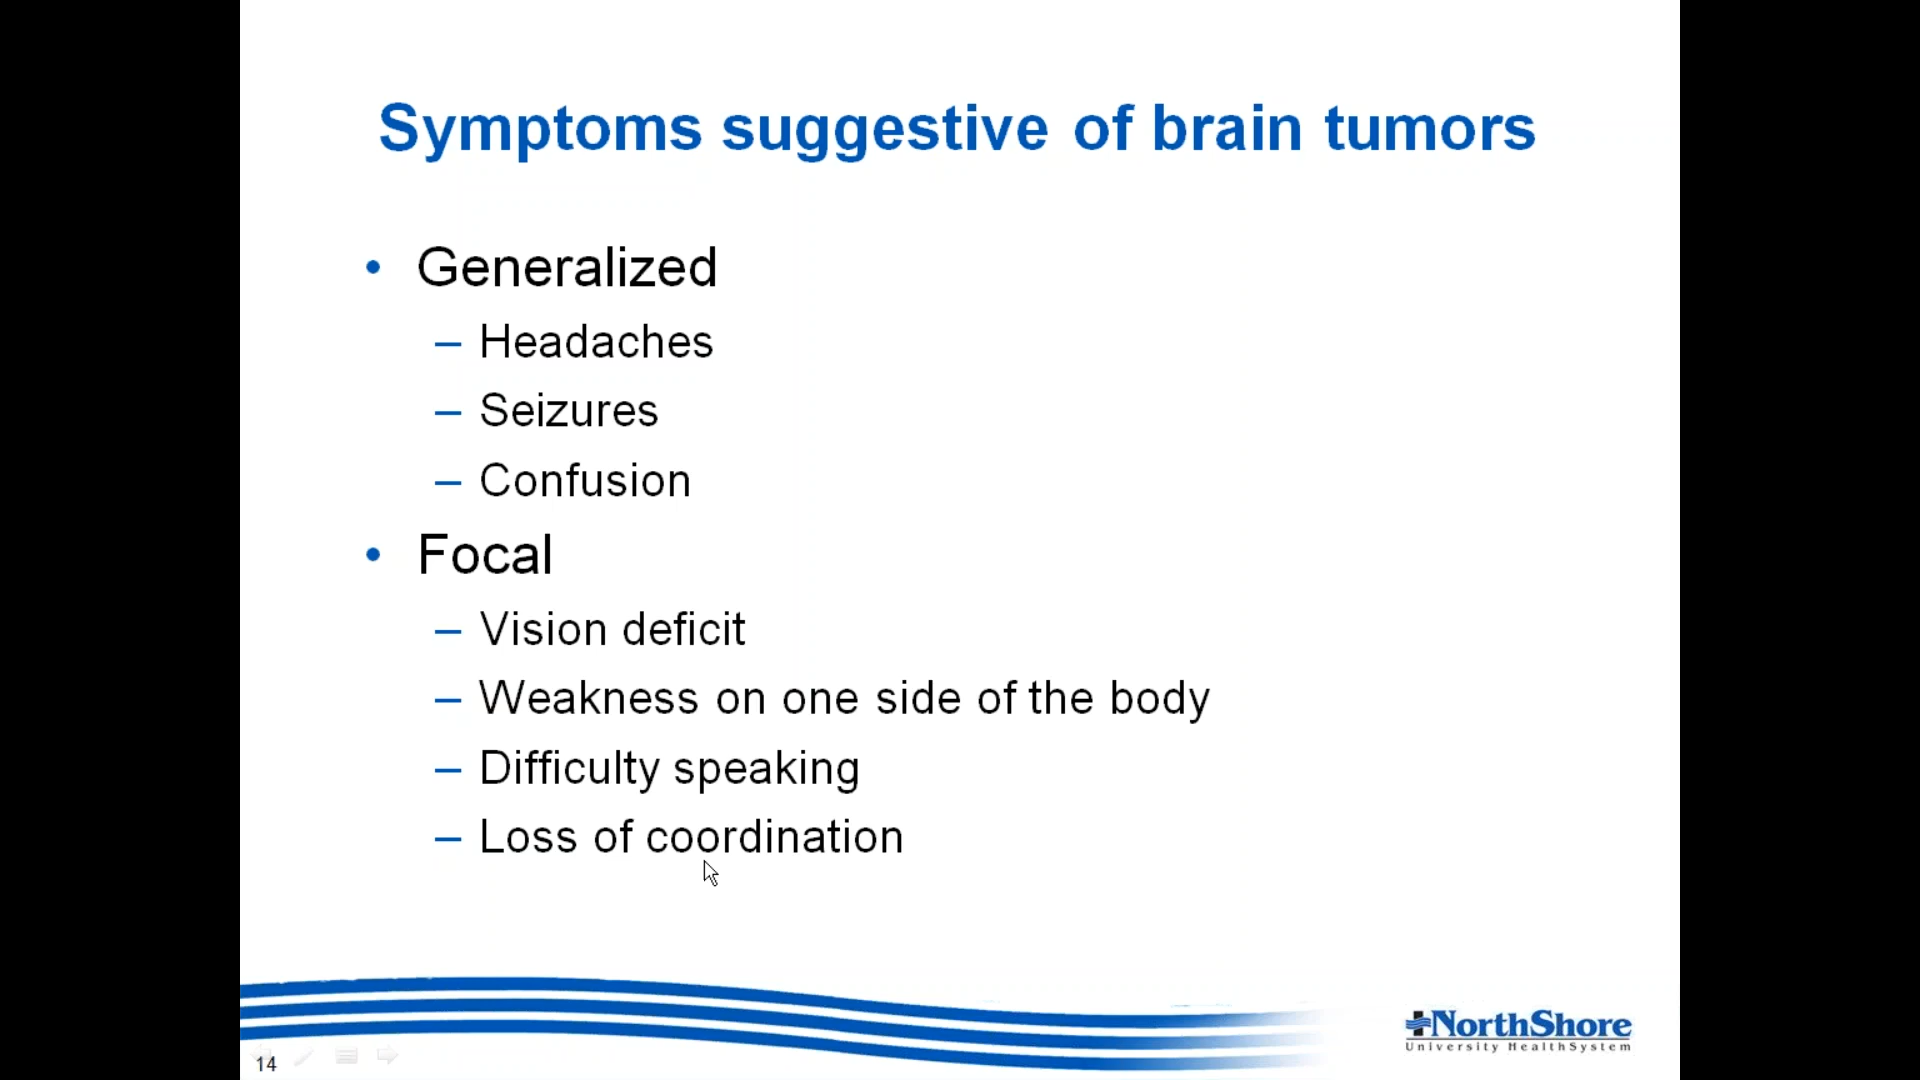 Symptoms suggestive of brain tumors
• Generalized
– Headaches
– Seizures
– Confusion
• Focal
– Vision deficit
– Weakness on one side of the body
– Difficulty speaking
– Loss of coordination
NorthShore
University HealthSystem
14